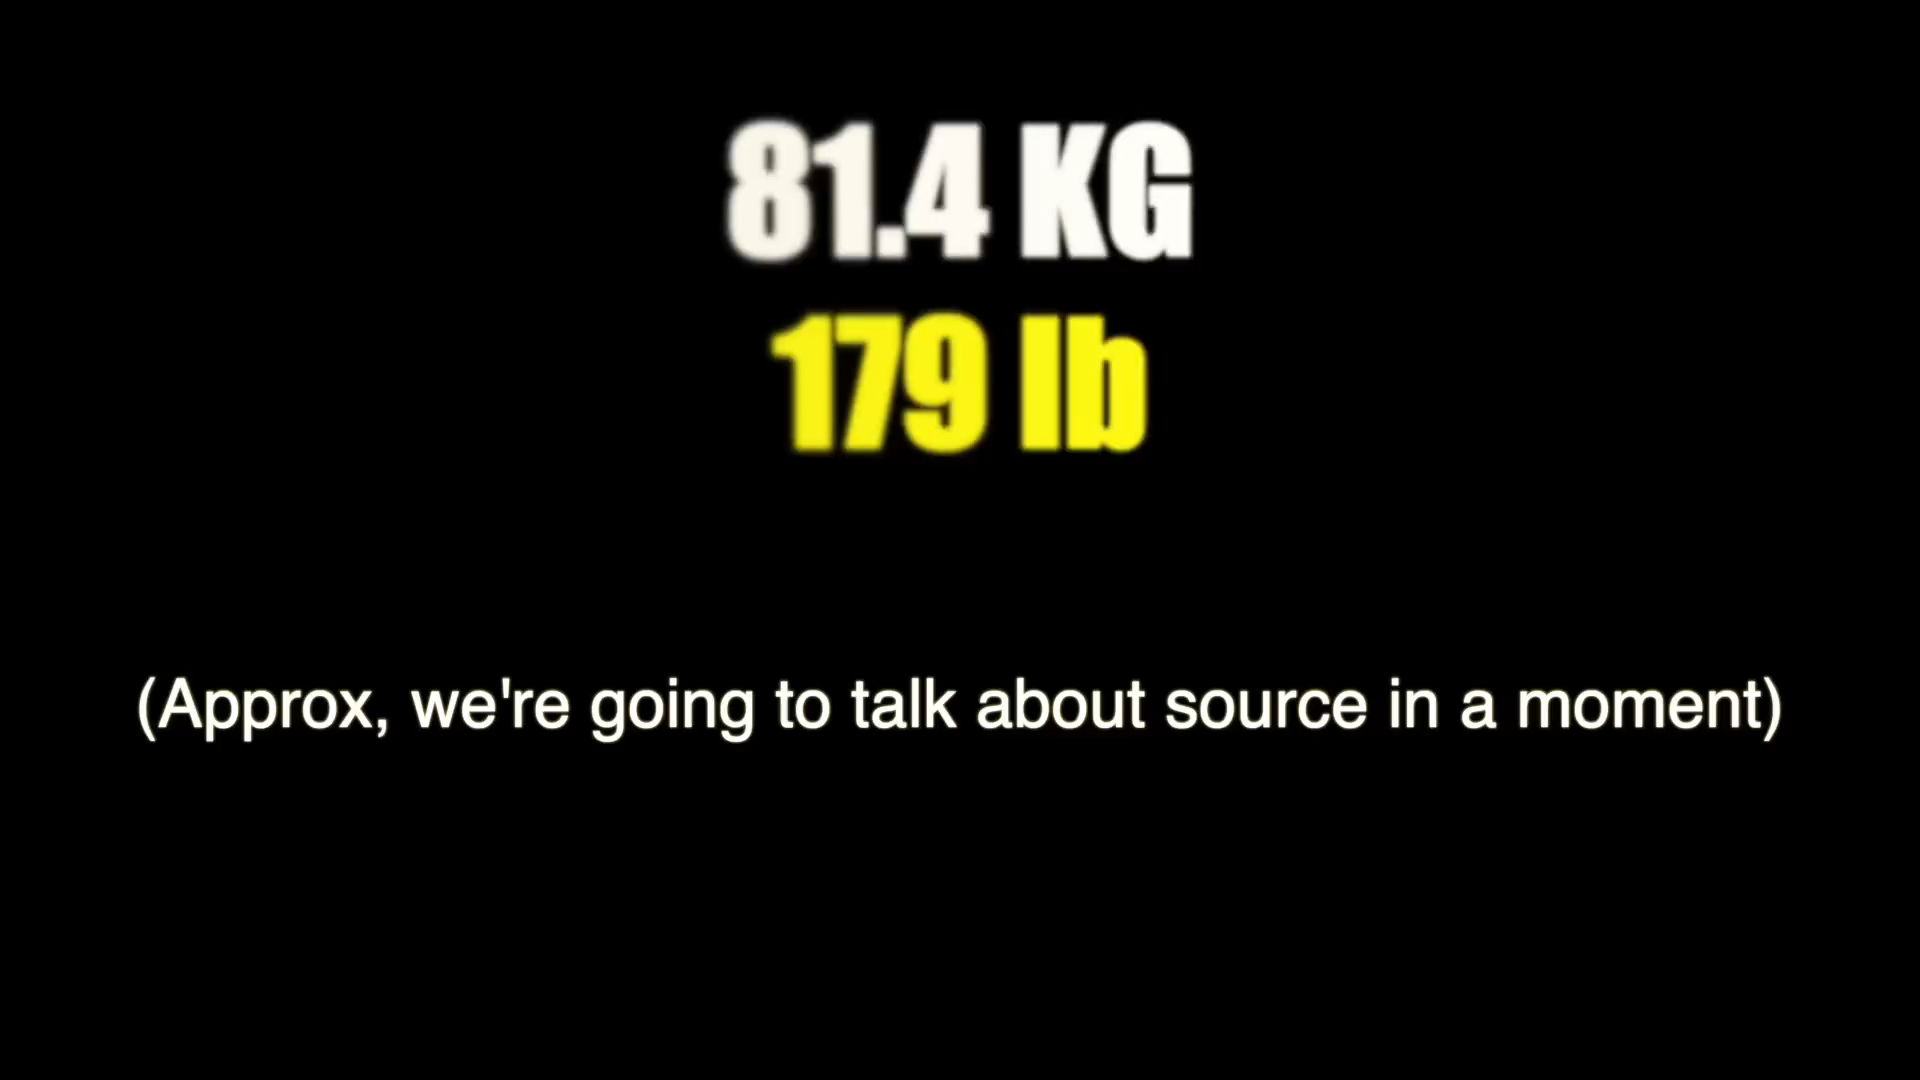 81.4 KG
179 lb
(Approx, we're going to talk about source in a moment)